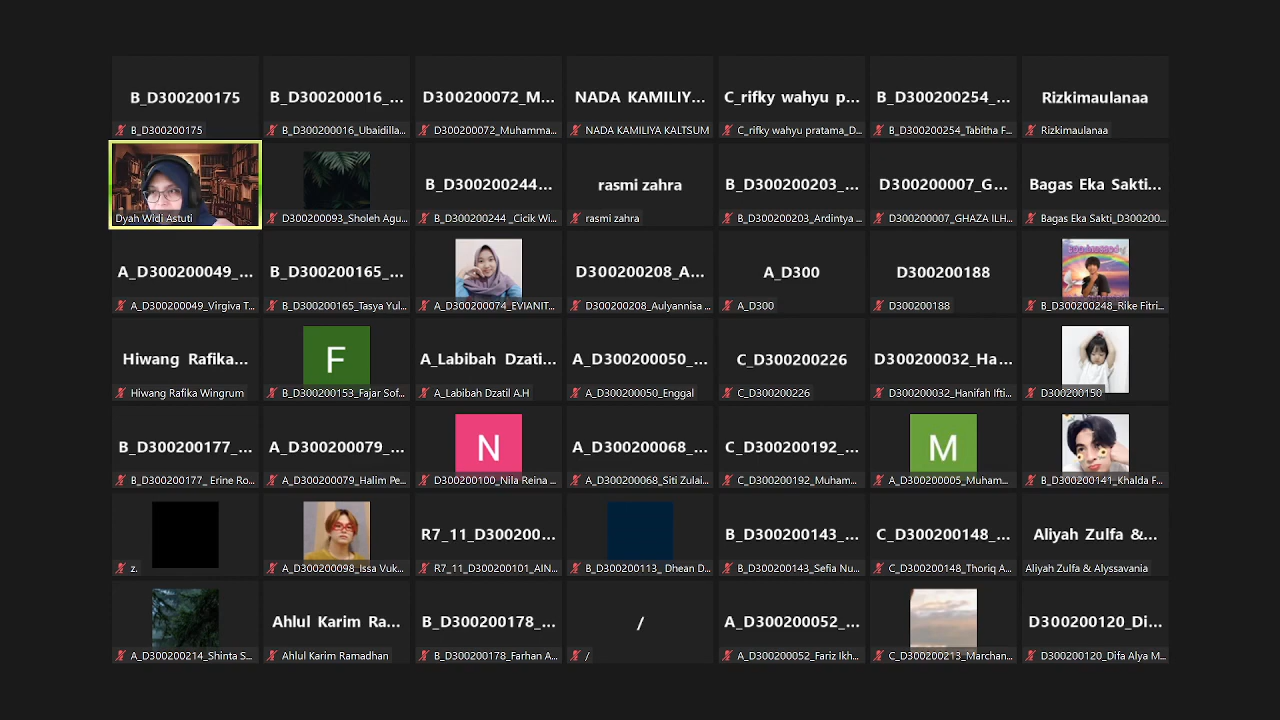 B_D300200175
B_D300200016_...
D300200072_M...
NADA KAMILIY...
C_rifky wahyu p...
B_D300200254_...
Rizkimaulanaa
B_D300200175
B_D300200016_Ubaidilla...
D300200072_Muhamma...
NADA KAMILIYA KALTSUM
C_rifky wahyu pratama_D...
B_D300200254_Tabitha F...
Rizkimaulanaa
B_D300200244...
rasmi zahra
B_D300200203_...
D300200007_G...
Bagas Eka Sakti...
Dyah Widi Astuti
D300200093_Sholeh Agu...
B_D300200244 _Cicik Wi...
rasmi zahra
B_D300200203_Ardintya ...
D300200007_GHAZA ILH...
Bagas Eka Sakti_D300200...
A_D300200049_...
B_D300200165_...
D300200208_A...
A_D300
D300200188
A_D300200049_Virgiva T...
B_D300200165_Tasya Yul...
A_D300200074_EVIANIT...
D300200208_Aulyannisa ...
A_D300
D300200188
B_D300200248_Rike Fitri...
Hiwang Rafika...
F
A_Labibah Dzati...
A_D300200050_...
C_D300200226
D300200032_Ha...
Hiwang Rafika Wingrum
B_D300200153_Fajar Sof...
A_Labibah Dzatil A.H
A_D300200050_Enggal
C_D300200226
D300200032_Hanifah Ifti...
D300200150
B_D300200177_...
A_D300200079_...
N
A_D300200068_...
C_D300200192_...
M
B_D300200177_ Erine Ro...
A_D300200079_Halim Pe...
D300200100_Nila Reina ...
A_D300200068_Siti Zulai...
C_D300200192_Muham...
A_D300200005_Muham...
B_D300200141_Khalda F...
R7_11_D300200...
B_D300200143_...
C_D300200148_...
Aliyah Zulfa &...
z.
A_D300200098_Issa Vuk...
R7_11_D300200101_AIN...
B_D300200113_ Dhean D...
B_D300200143_Sefia Nu...
C_D300200148_Thoriq A...
Aliyah Zulfa & Alyssavania
Ahlul Karim Ra...
B_D300200178_...
/
A_D300200052_...
D300200120_Di...
A_D300200214_Shinta S...
Ahlul Karim Ramadhan
B_D300200178_Farhan A...
/
A_D300200052_Fariz Ikh...
C_D300200213_Marchan...
D300200120_Difa Alya M...